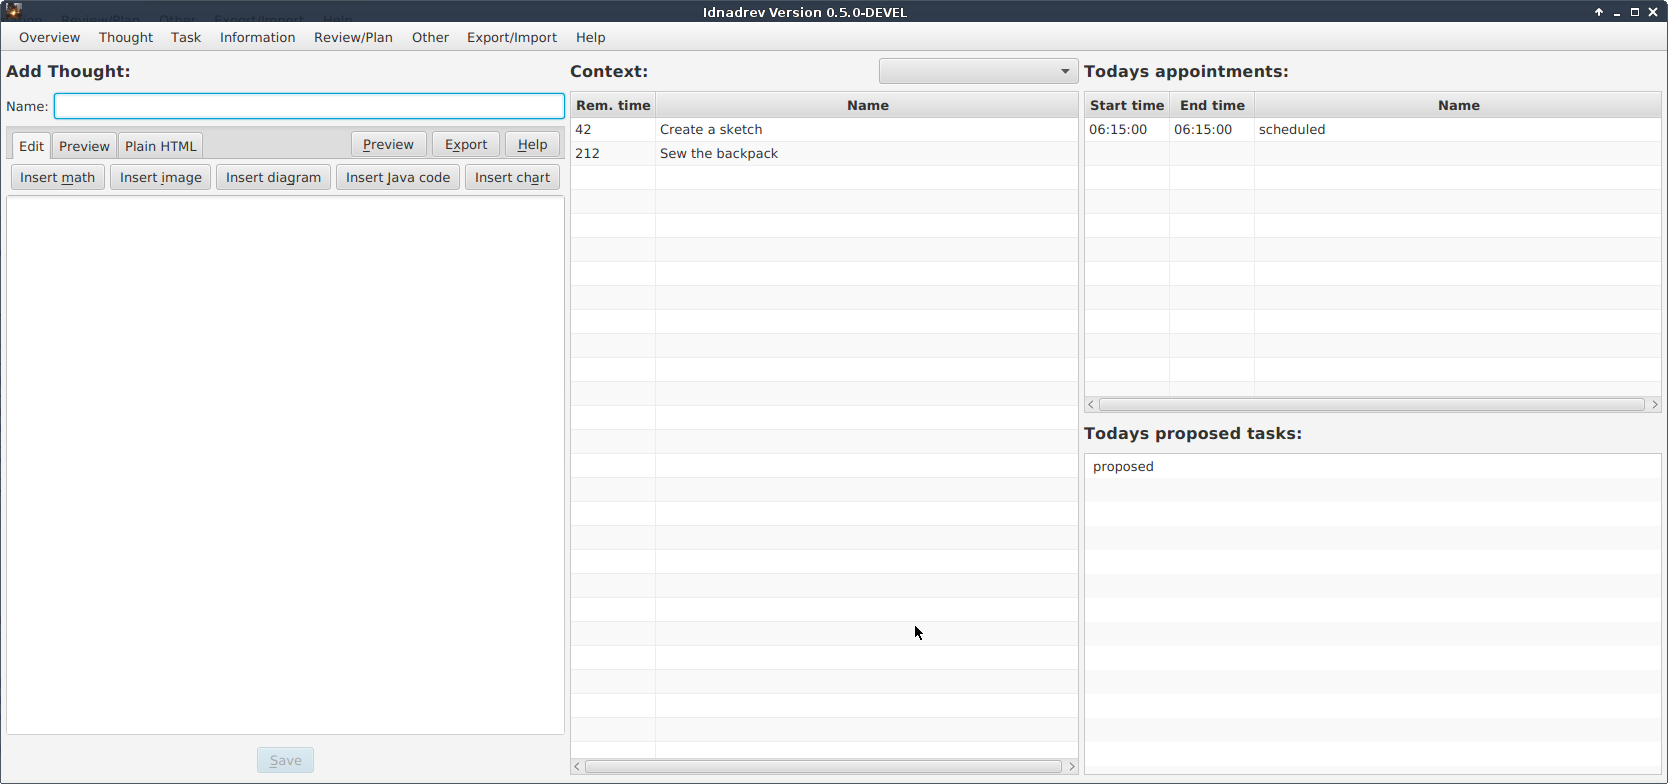 Idnadrev Version 0.5.0-DEVEL
Overview Thought Task Information Review/Plan Other Export/Import Help
Add Thought:
Name:
Edit Preview Plain HTML Preview Export Help
Insert math Insert image Insert diagram Insert Java code Insert chart
Save
Context:
Rem. time Name
42 Create a sketch
212 Sew the backpack
Todays appointments:
Start time End time Name
06:15:00 06:15:00 scheduled
Todays proposed tasks:
proposed